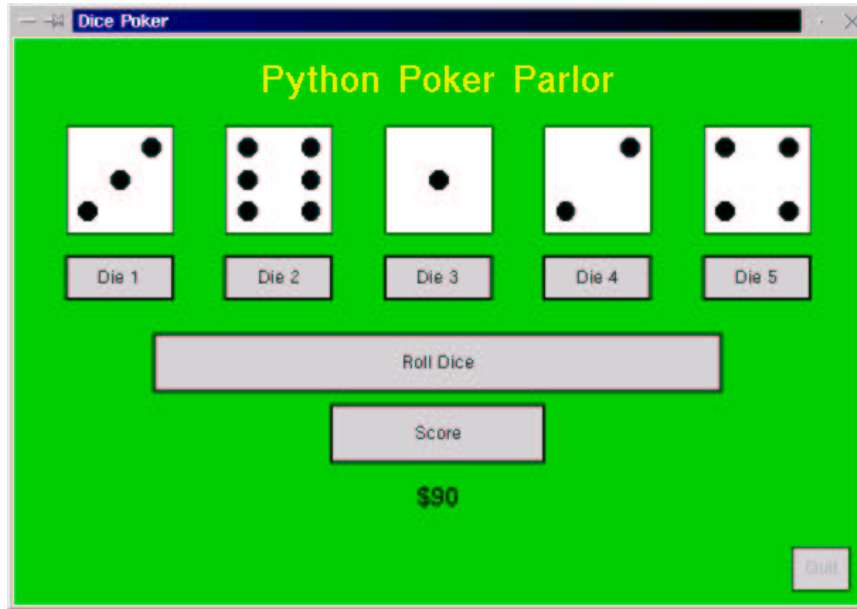 Dice Poker
Python Poker Parlor
Die 1
Die 2
Die 3
Die 4
Die 5
Roll Dice
Score
$90
Quit